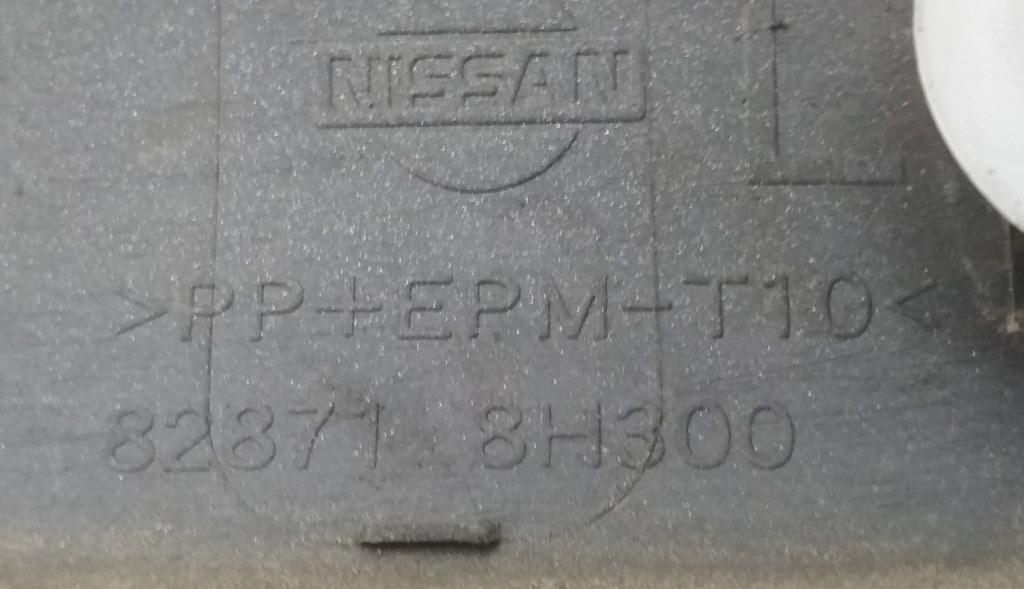 NISSAN
L
>PP+EPM-T10<
82871 8H300